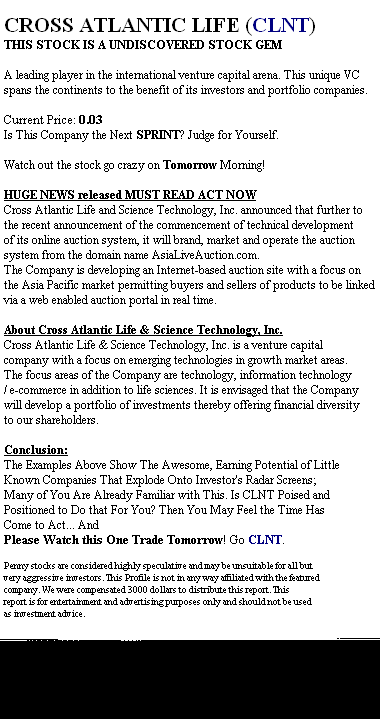 CROSS ATLANTIC LIFE (CLNT)
THIS STOCK IS A UNDISCOVERED STOCK GEM
A leading player in the international venture capital arena. This unique VC
spans the continents to the benefit of its investors and portfolio companies.
Current Price: 0.03
Is This Company the Next SPRINT? Judge for Yourself.
Watch out the stock go crazy on Tomorrow Morning!
HUGE NEWS released MUST READ ACT NOW
Cross Atlantic Life and Science Technology, Inc. announced that further to
the recent announcement of the commencement of technical development
of its online auction system, it will brand, market and operate the auction
system from the domain name AsiaLiveAuction.com.
The Company is developing an Internet-based auction site with a focus on
the Asia Pacific market permitting buyers and sellers of products to be linked
via a web enabled auction portal in real time.
About Cross Atlantic Life & Science Technology, Inc.
Cross Atlantic Life & Science Technology, Inc. is a venture capital
company with a focus on emerging technologies in growth market areas.
The focus areas of the Company are technology, information technology
/ e-commerce in addition to life sciences. It is envisaged that the Company
will develop a portfolio of investments thereby offering financial diversity
to our shareholders.
Conclusion:
The Examples Above Show The Awesome, Earning Potential of Little
Known Companies That Explode Onto Investor's Radar Screens;
Many of You Are Already Familiar with This. Is CLNT Poised and
Positioned to Do that For You? Then You May Feel the Time Has
Come to Act... And
Please Watch this One Trade Tomorrow! Go CLNT.
Penny stocks are considered highly speculative and may be unsuitable for all but
very aggressive investors. This Profile is not in any way affiliated with the featured
company. We were compensated 3000 dollars to distribute this report. This
report is for entertainment and advertising purposes only and should not be used
as investment advice.